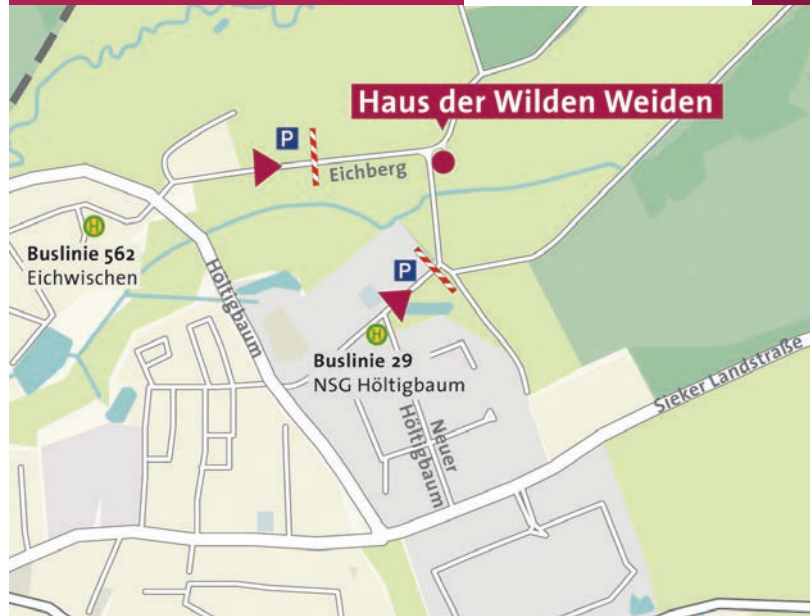 Haus der Wilden Weiden
P
Eichberg
H
Buslinie 562
Eichwischen
Höltigbaum
P
H
Buslinie 29
NSG Höltigbaum
Sieker Landstraße
Neuer
Höltigbaum